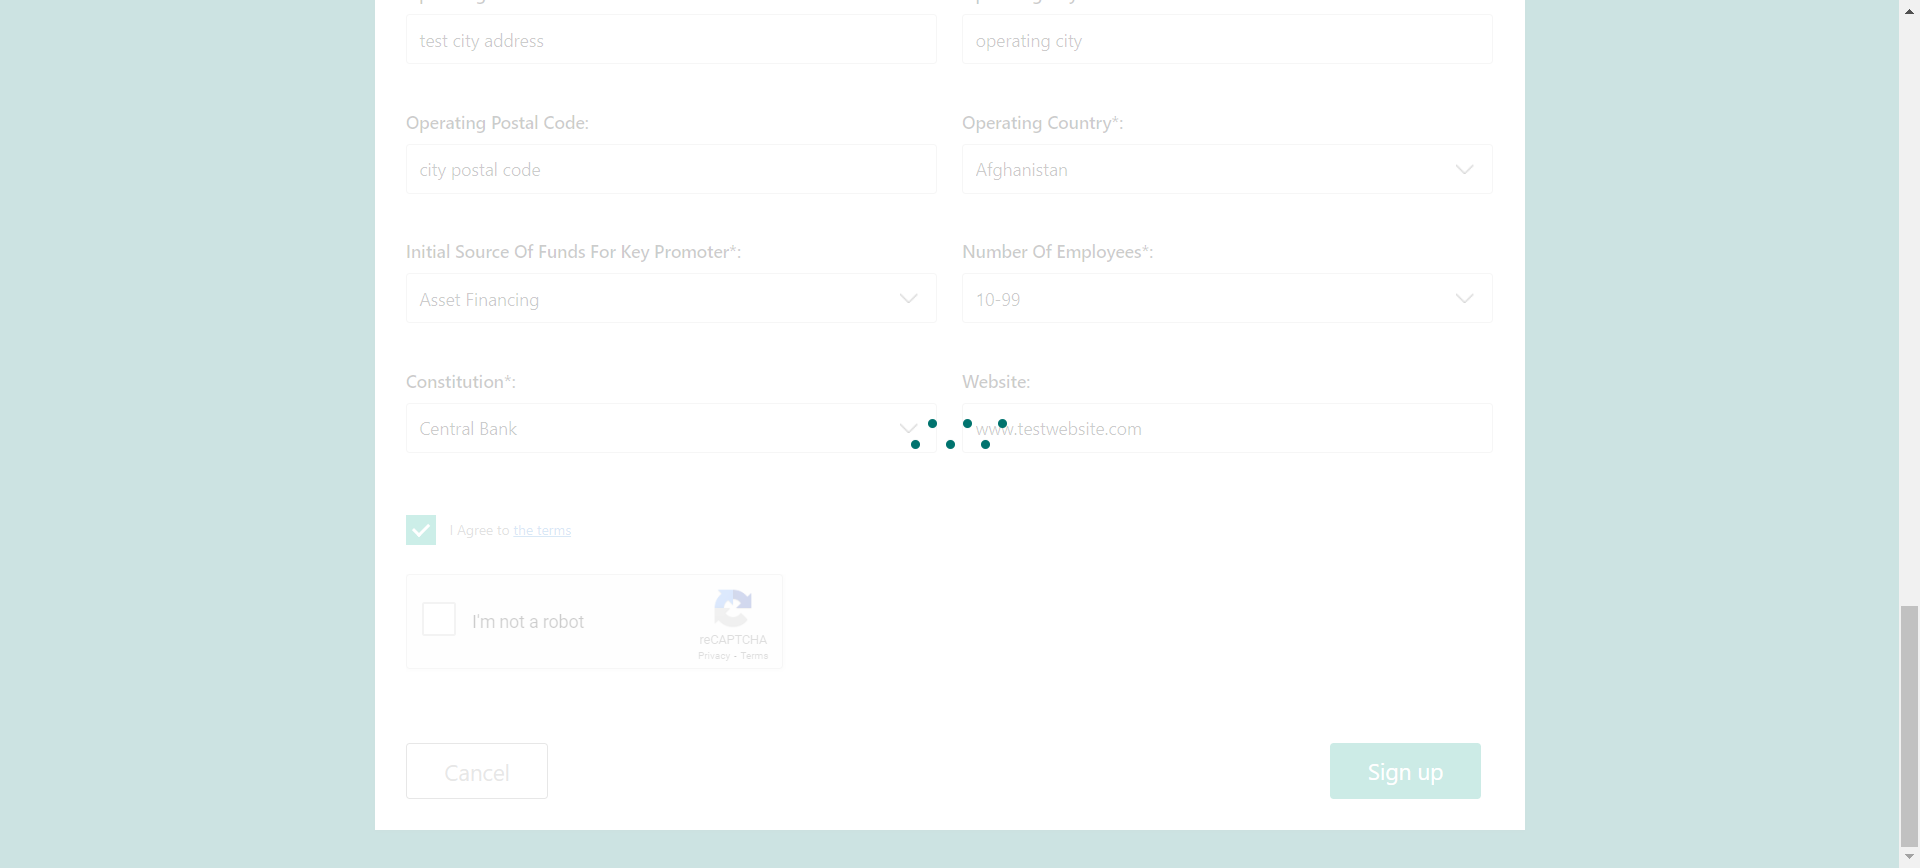 test city address
operating city
Operating Postal Code:
Operating Country*:
city postal code
Afghanistan
Initial Source Of Funds For Key Promoter*:
Number Of Employees*:
Asset Financing
10-99
Constitution*:
Website:
Central Bank
www.testwebsite.com
I Agree to the terms
I'm not a robot
reCAPTCHA
Privacy - Terms
Cancel
Sign up